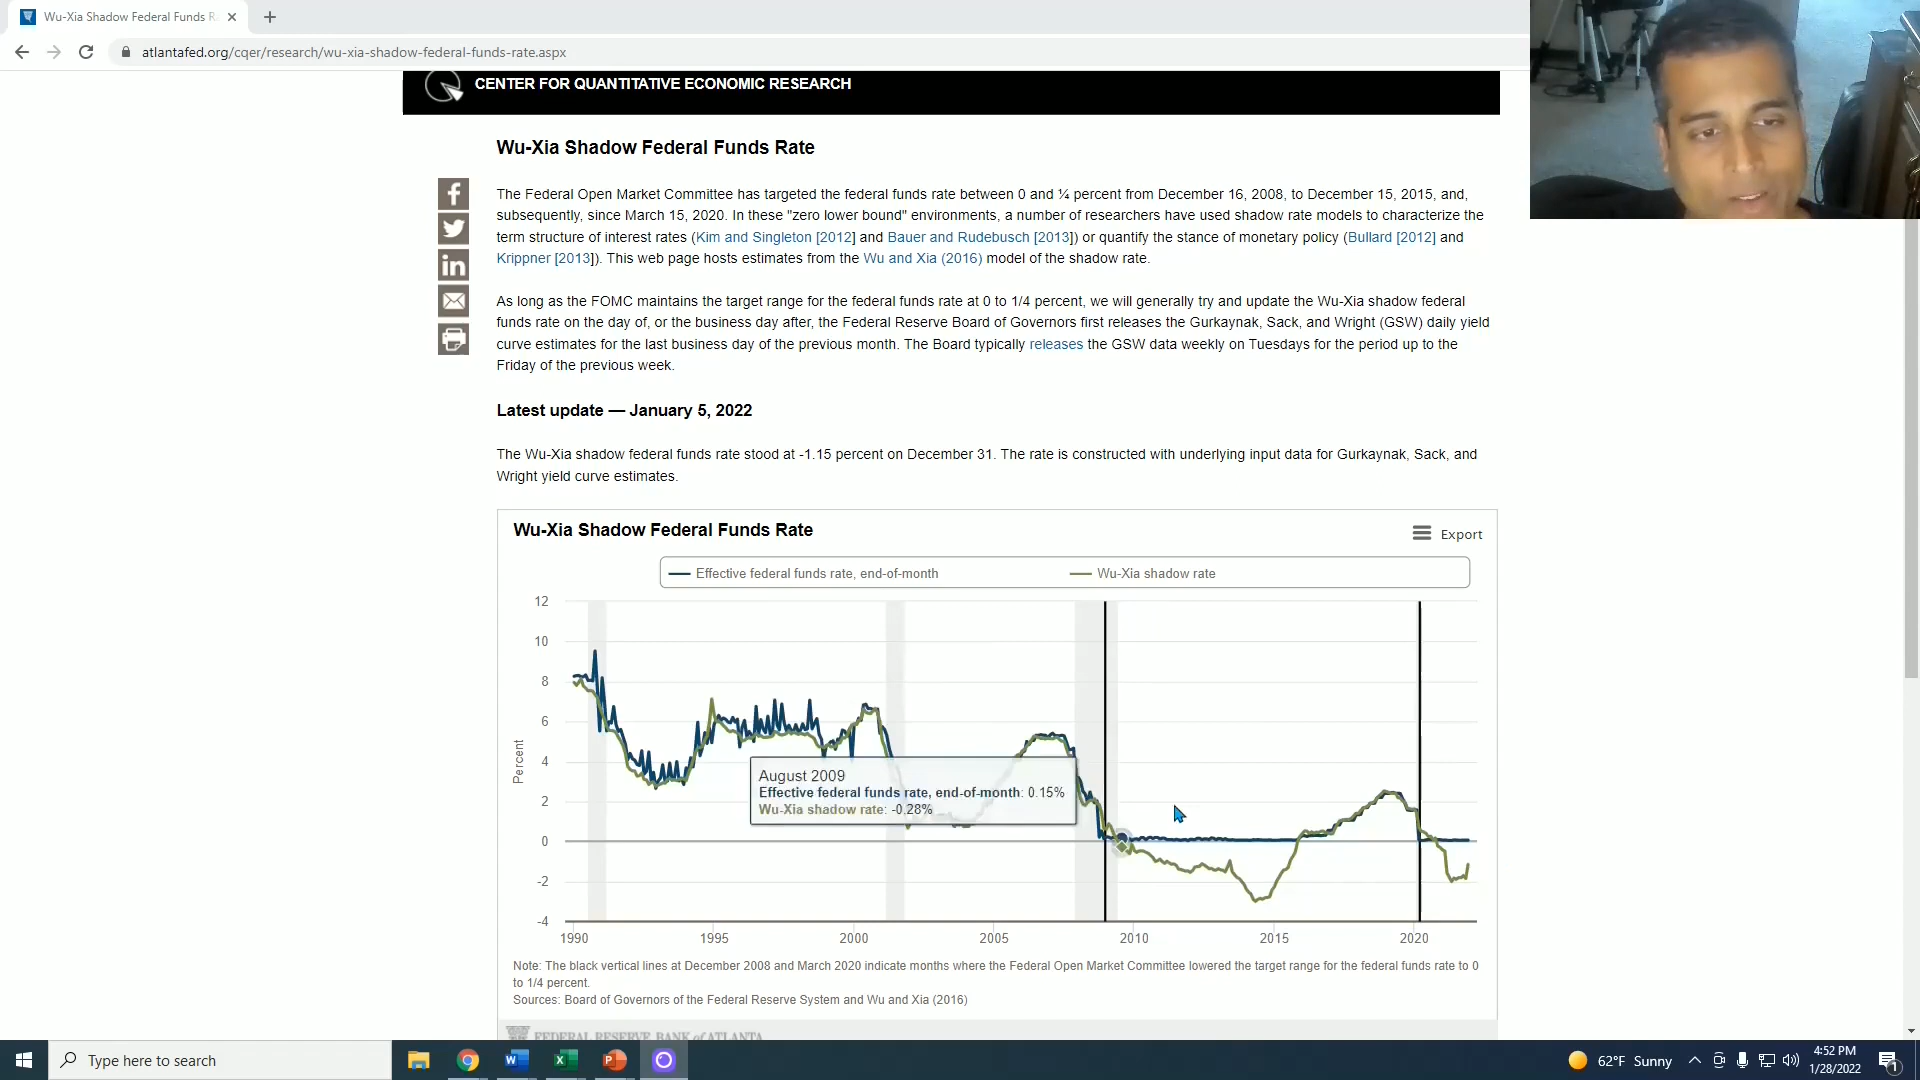 Wu-Xia Shadow Federal Funds R
atlantafed.org/cqer/research/wu-xia-shadow-federal-funds-rate.aspx
CENTER FOR QUANTITATIVE ECONOMIC RESEARCH
Wu-Xia Shadow Federal Funds Rate
The Federal Open Market Committee has targeted the federal funds rate between 0 and ¼ percent from December 16, 2008, to December 15, 2015, and,
subsequently, since March 15, 2020. In these "zero lower bound" environments, a number of researchers have used shadow rate models to characterize the
term structure of interest rates (Kim and Singleton [2012] and Bauer and Rudebusch [2013]) or quantify the stance of monetary policy (Bullard [2012] and
Krippner [2013]). This web page hosts estimates from the Wu and Xia (2016) model of the shadow rate.
As long as the FOMC maintains the target range for the federal funds rate at 0 to 1/4 percent, we will generally try and update the Wu-Xia shadow federal
funds rate on the day of, or the business day after, the Federal Reserve Board of Governors first releases the Gurkaynak, Sack, and Wright (GSW) daily yield
curve estimates for the last business day of the previous month. The Board typically releases the GSW data weekly on Tuesdays for the period up to the
Friday of the previous week.
Latest update — January 5, 2022
The Wu-Xia shadow federal funds rate stood at -1.15 percent on December 31. The rate is constructed with underlying input data for Gurkaynak, Sack, and
Wright yield curve estimates.
Wu-Xia Shadow Federal Funds Rate
Export
Effective federal funds rate, end-of-month
Wu-Xia shadow rate
12
10
8
6
4
2
0
-2
-4
Percent
August 2009
Effective federal funds rate, end-of-month: 0.15%
Wu-Xia shadow rate: -0.28%
1990 1995 2000 2005 2010 2015 2020
Note: The black vertical lines at December 2008 and March 2020 indicate months where the Federal Open Market Committee lowered the target range for the federal funds rate to 0
to 1/4 percent.
Sources: Board of Governors of the Federal Reserve System and Wu and Xia (2016)
FEDERAL RESERVE BANK of ATLANTA
Type here to search
62°F Sunny
4:52 PM
1/28/2022
1